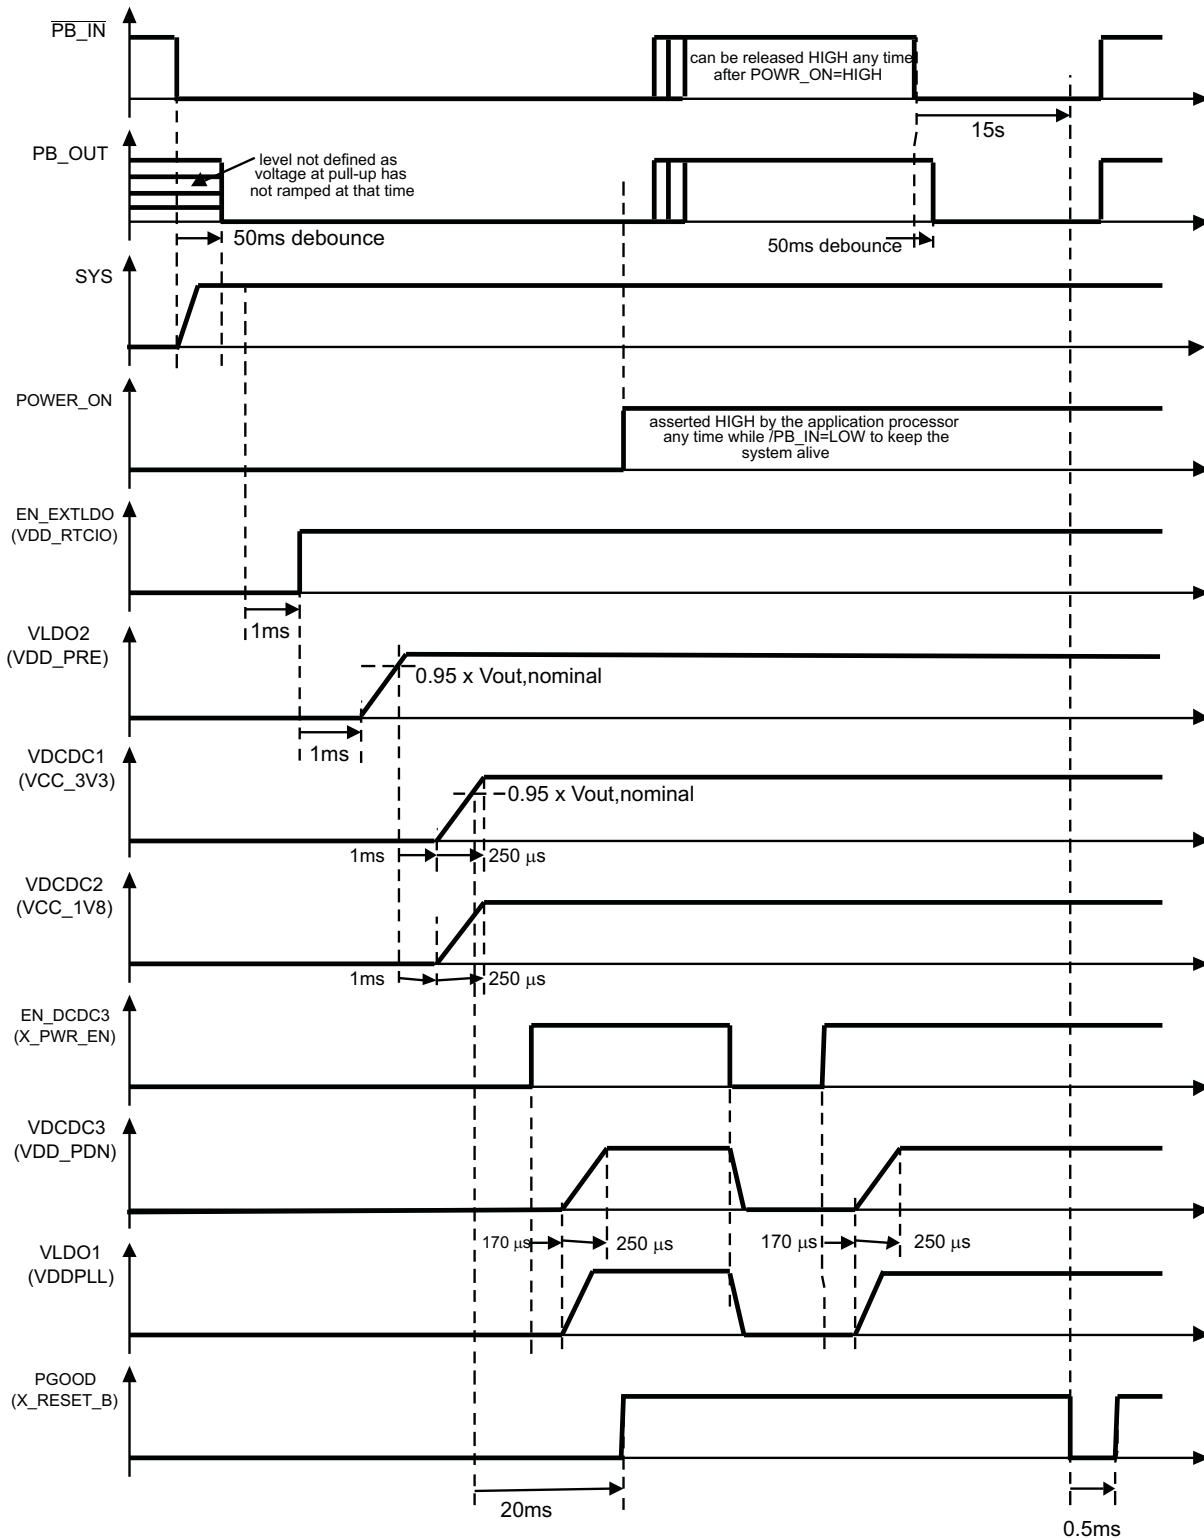 PB_IN
can be released HIGH any time
after POWR_ON=HIGH
15s
PB_OUT
level not defined as
voltage at pull-up has
not ramped at that time
50ms debounce
50ms debounce
SYS
POWER_ON
asserted HIGH by the application processor
any time while /PB_IN=LOW to keep the
system alive
EN_EXTLDO
(VDD_RTCIO)
1ms
VLDO2
(VDD_PRE)
0.95 x Vout,nominal
1ms
VDCDC1
(VCC_3V3)
0.95 x Vout,nominal
1ms
250 μs
VDCDC2
(VCC_1V8)
1ms
250 μs
EN_DCDC3
(X_PWR_EN)
VDCDC3
(VDD_PDN)
170 μs
250 μs
170 μs
250 μs
VLDO1
(VDDPLL)
PGOOD
(X_RESET_B)
20ms
0.5ms